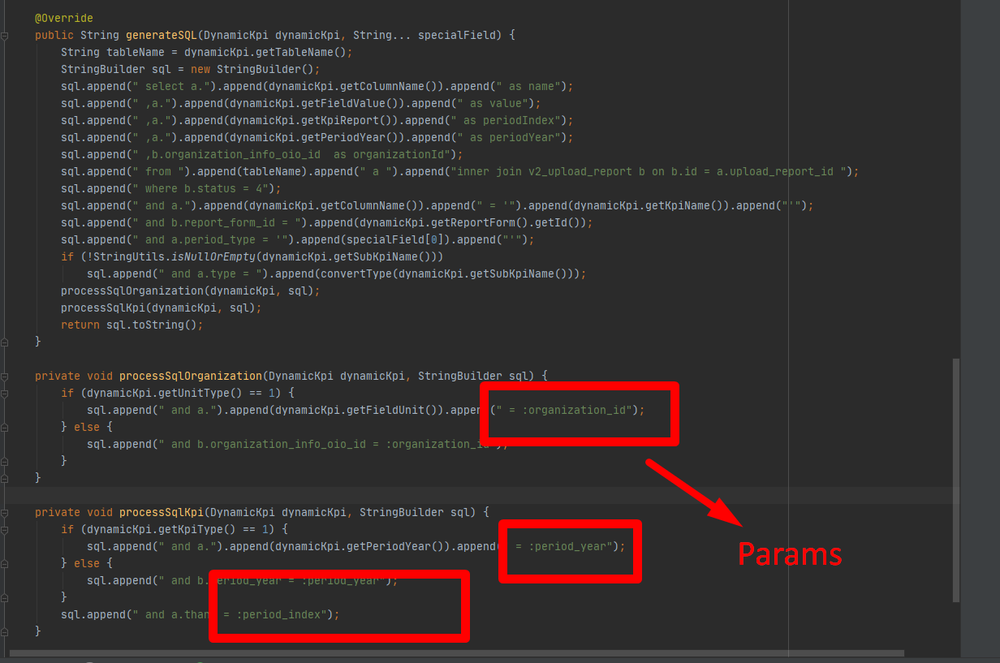 @Override
public String generateSQL(DynamicKpi dynamicKpi, String... specialField) {
String tableName = dynamicKpi.getTableName();
StringBuilder sql = new StringBuilder();
sql.append(" select a.").append(dynamicKpi.getColumnName()).append(" as name");
sql.append(" ,a.").append(dynamicKpi.getFieldValue()).append(" as value");
sql.append(" ,a.").append(dynamicKpi.getKpiReport()).append(" as periodIndex");
sql.append(" ,a.").append(dynamicKpi.getPeriodYear()).append(" as periodYear");
sql.append(" ,b.organization_info_oio_id  as organizationId");
sql.append(" from ").append(tableName).append(" a ").append("inner join v2_upload_report b on b.id = a.upload_report_id ");
sql.append(" where b.status = 4");
sql.append(" and a.").append(dynamicKpi.getColumnName()).append(" = '").append(dynamicKpi.getKpiName()).append("'");
sql.append(" and b.report_form_id = ").append(dynamicKpi.getReportForm().getId());
sql.append(" and a.period_type = '").append(specialField[0]).append("'");
if (!StringUtils.isNullOrEmpty(dynamicKpi.getSubKpiName()))
sql.append(" and a.type = ").append(convertType(dynamicKpi.getSubKpiName()));
processSqlOrganization(dynamicKpi, sql);
processSqlKpi(dynamicKpi, sql);
return sql.toString();
}
private void processSqlOrganization(DynamicKpi dynamicKpi, StringBuilder sql) {
if (dynamicKpi.getUnitType() == 1) {
sql.append(" and a.").append(dynamicKpi.getFieldUnit()).append(" = :organization_id");
} else {
sql.append(" and b.organization_info_oio_id = :organization_id");
}
}
private void processSqlKpi(DynamicKpi dynamicKpi, StringBuilder sql) {
if (dynamicKpi.getKpiType() == 1) {
sql.append(" and a.").append(dynamicKpi.getPeriodYear()).append = :period_year");
} else {
sql.append(" and b.period_year = :period_year");
}
sql.append(" and a.than = :period_index");
}
Params